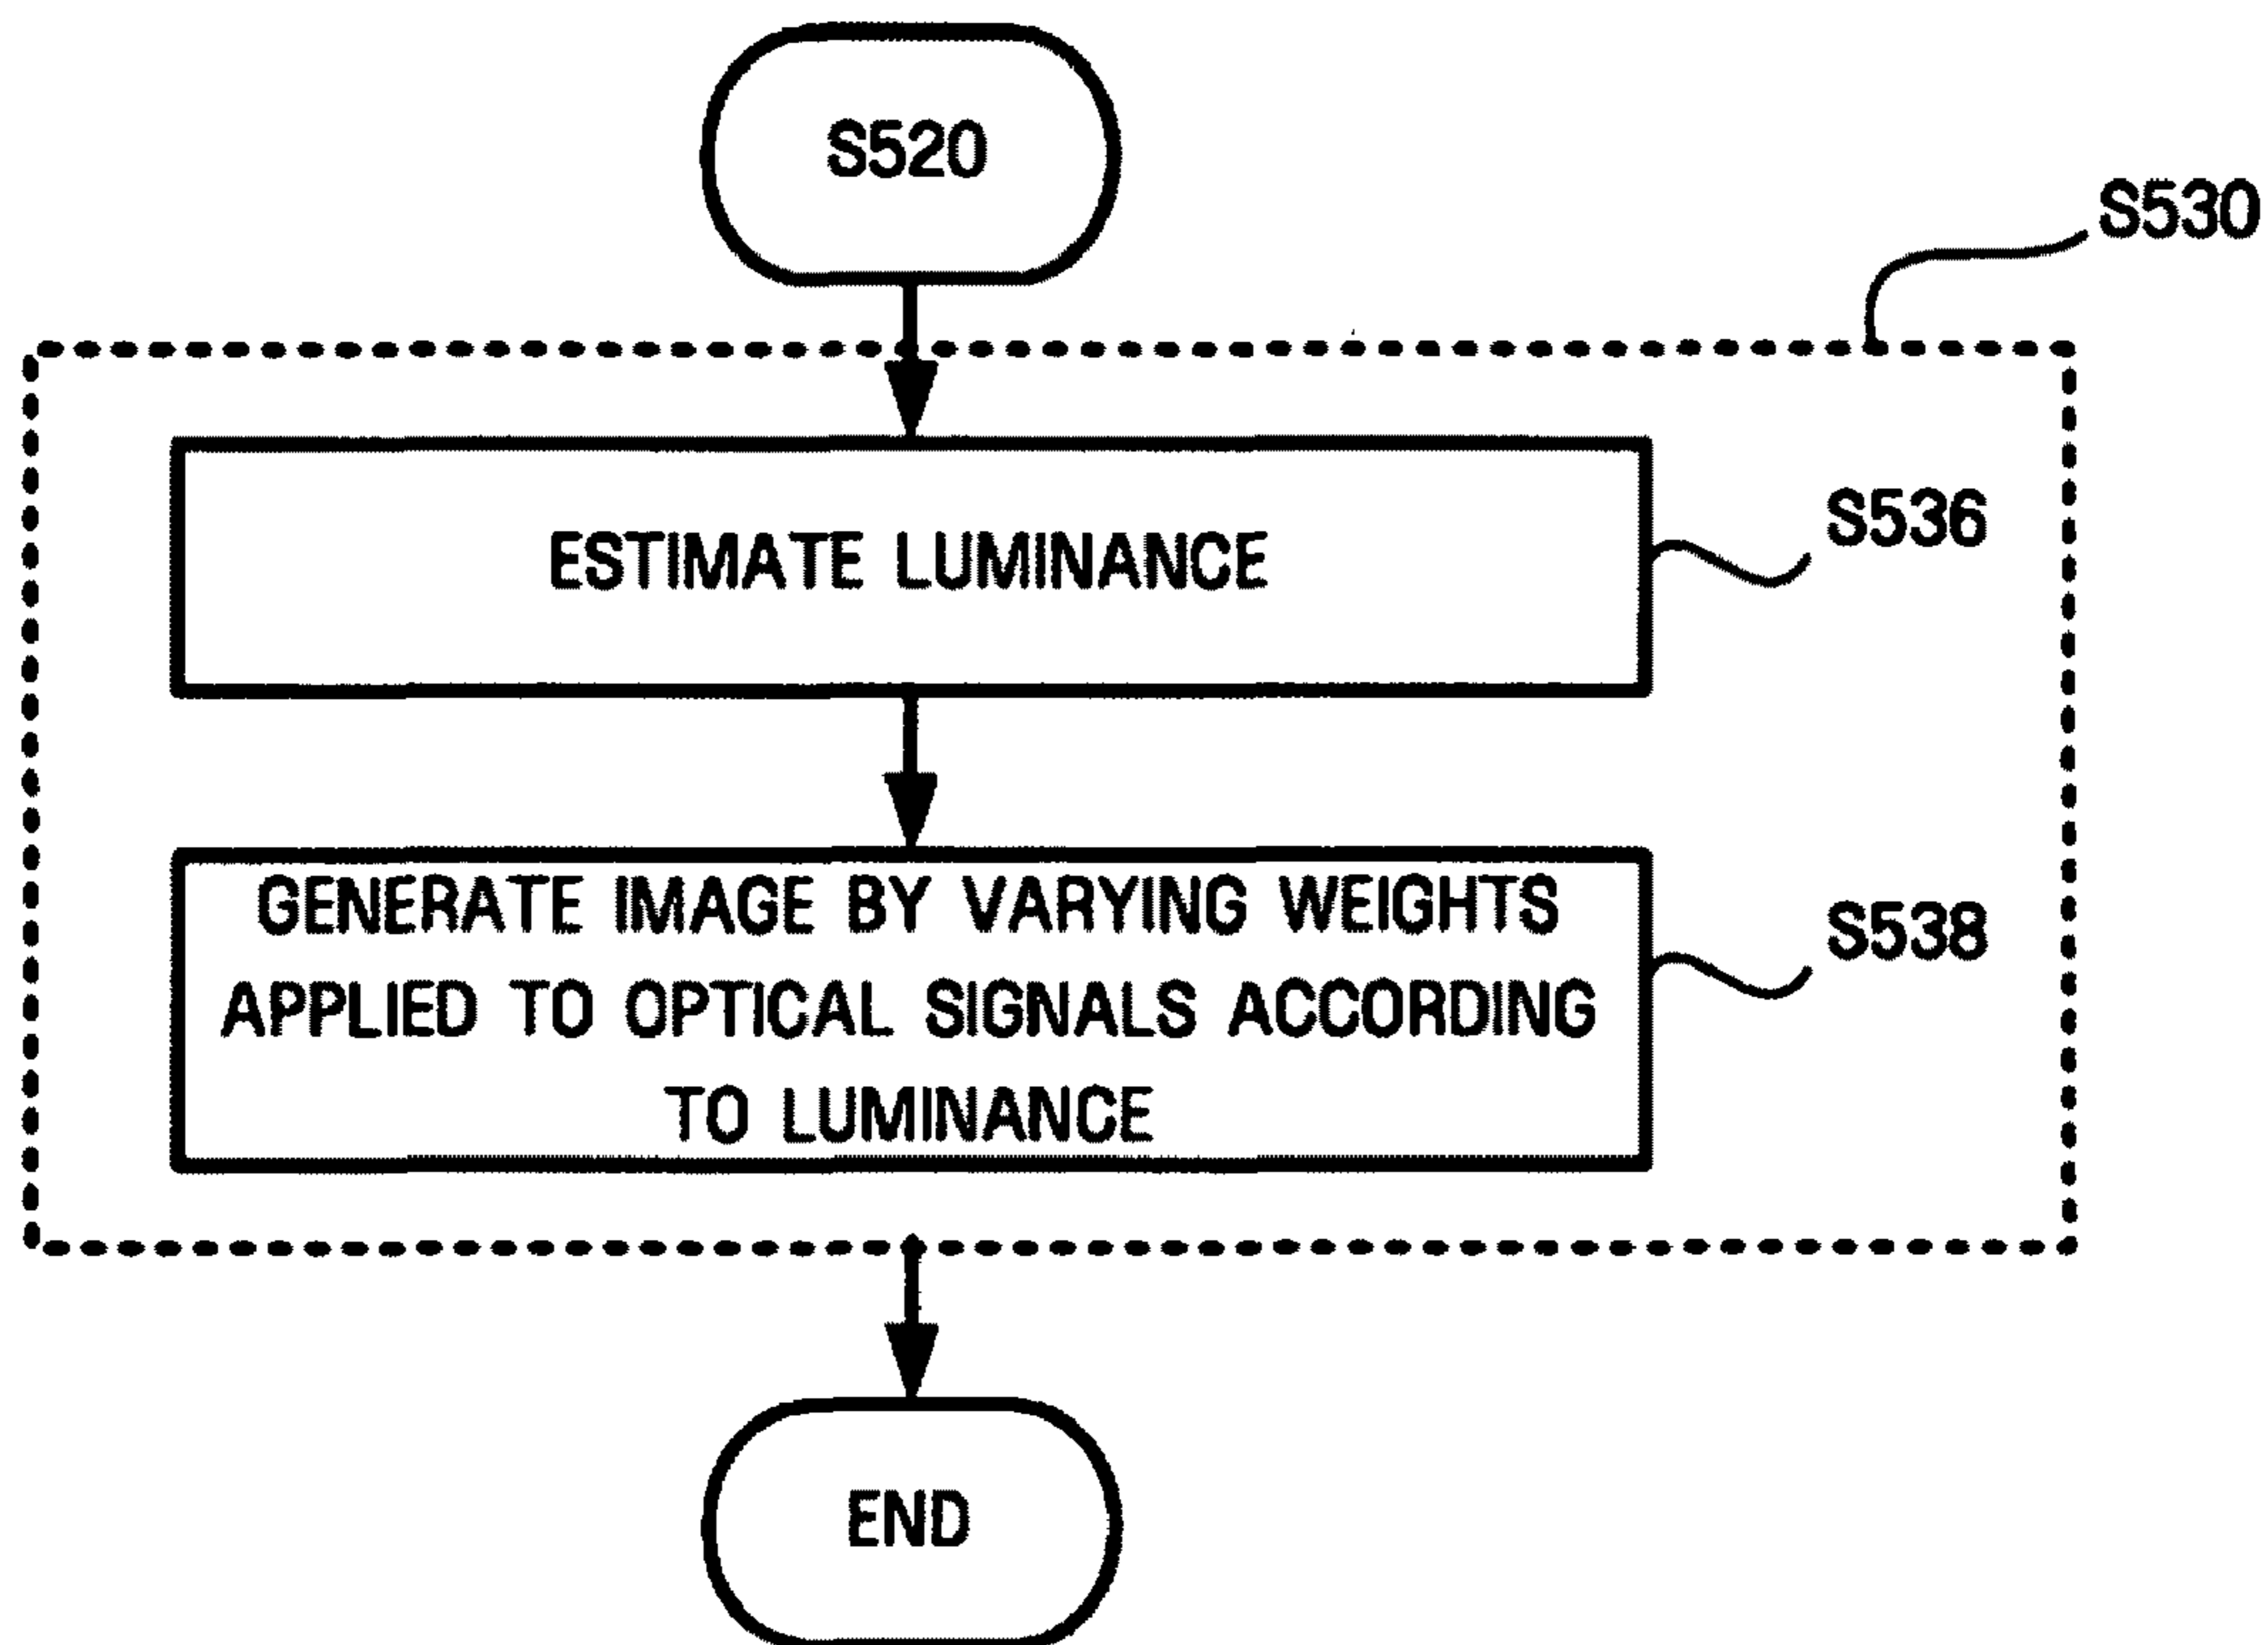 S520
S530
ESTIMATE LUMINANCE
S536
GENERATE IMAGE BY VARYING WEIGHTS
APPLIED TO OPTICAL SIGNALS ACCORDING
TO LUMINANCE
S538
END